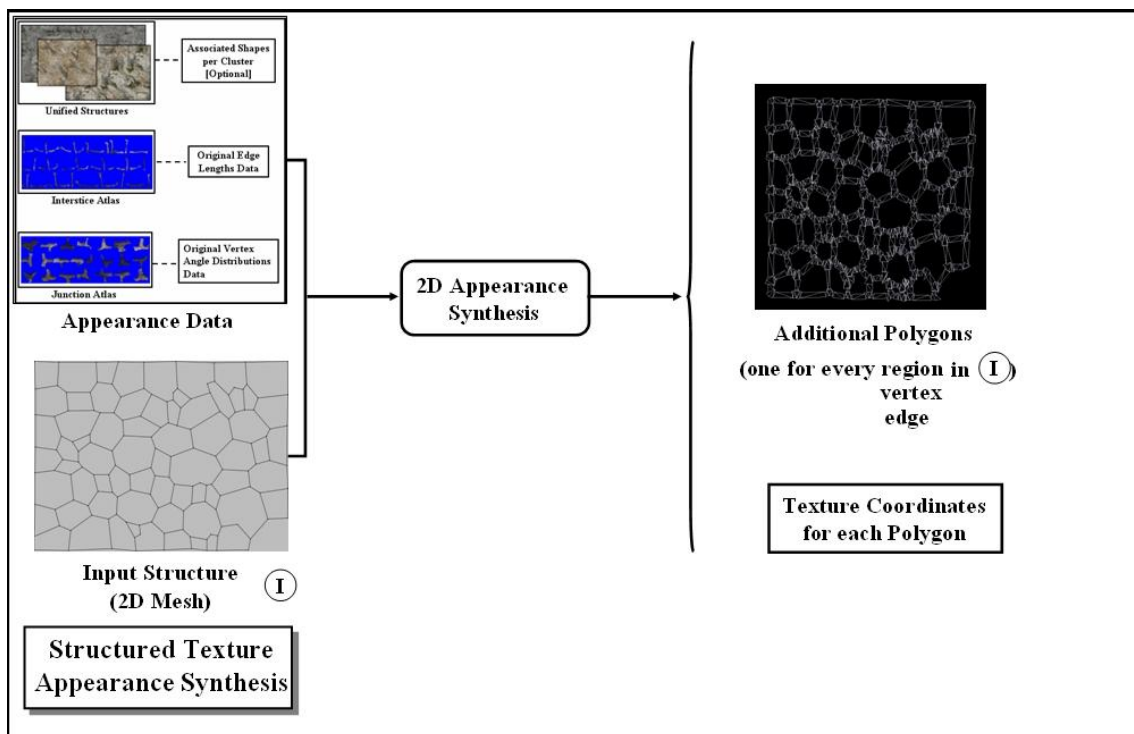 Associated Shapes
per Cluster
[Optional]
Unified Structures
Original Edge
Lengths Data
Interstice Atlas
Original Vertex
Angle Distributions
Data
Junction Atlas
Appearance Data
Input Structure
(2D Mesh)
I
Structured Texture
Appearance Synthesis
2D Appearance
Synthesis
Additional Polygons
(one for every region in I)
vertex
edge
Texture Coordinates
for each Polygon